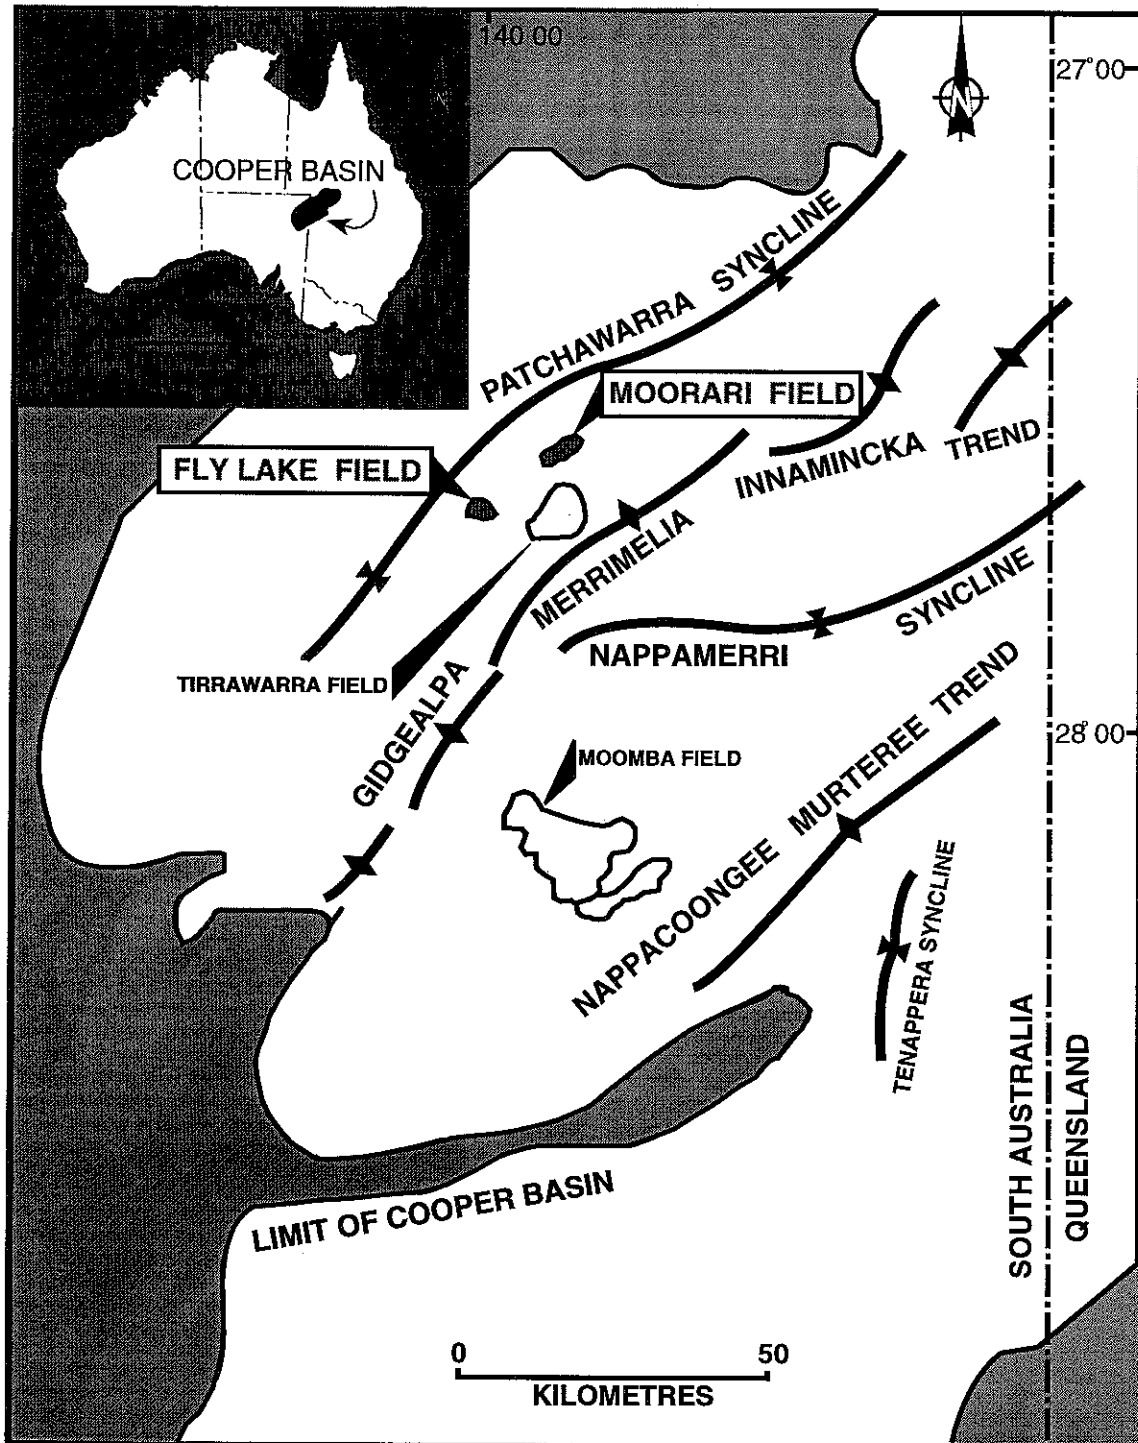 140 00
27°00
N
COOPER BASIN
PATCHAWARRA SYNCLINE
MOORARI FIELD
FLY LAKE FIELD
INNAMINCKA TREND
MERRIMELIA
NAPPAMERRI SYNCLINE
TIRRAWARRA FIELD
GIDGEALPA
28°00
MOOMBA FIELD
NAPPACOONGEE MURTEREE TREND
TENAPPERA SYNCLINE
SOUTH AUSTRALIA
QUEENSLAND
LIMIT OF COOPER BASIN
0 50
KILOMETRES